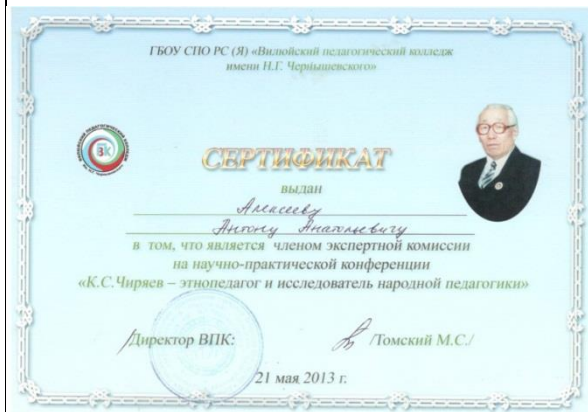 ГБОУ СПО РС (Я) «Вилюйский педагогический колледж
имени Н.Г. Чернышевского»
ВПК
СЕРТИФИКАТ
выдан
Алексееву
Антону Анатольевичу
в том, что является членом экспертной комиссии
на научно-практической конференции
«К.С.Чиряев – этнопедагог и исследователь народной педагогики»
Директор ВПК: /Томский М.С./
21 мая 2013 г.